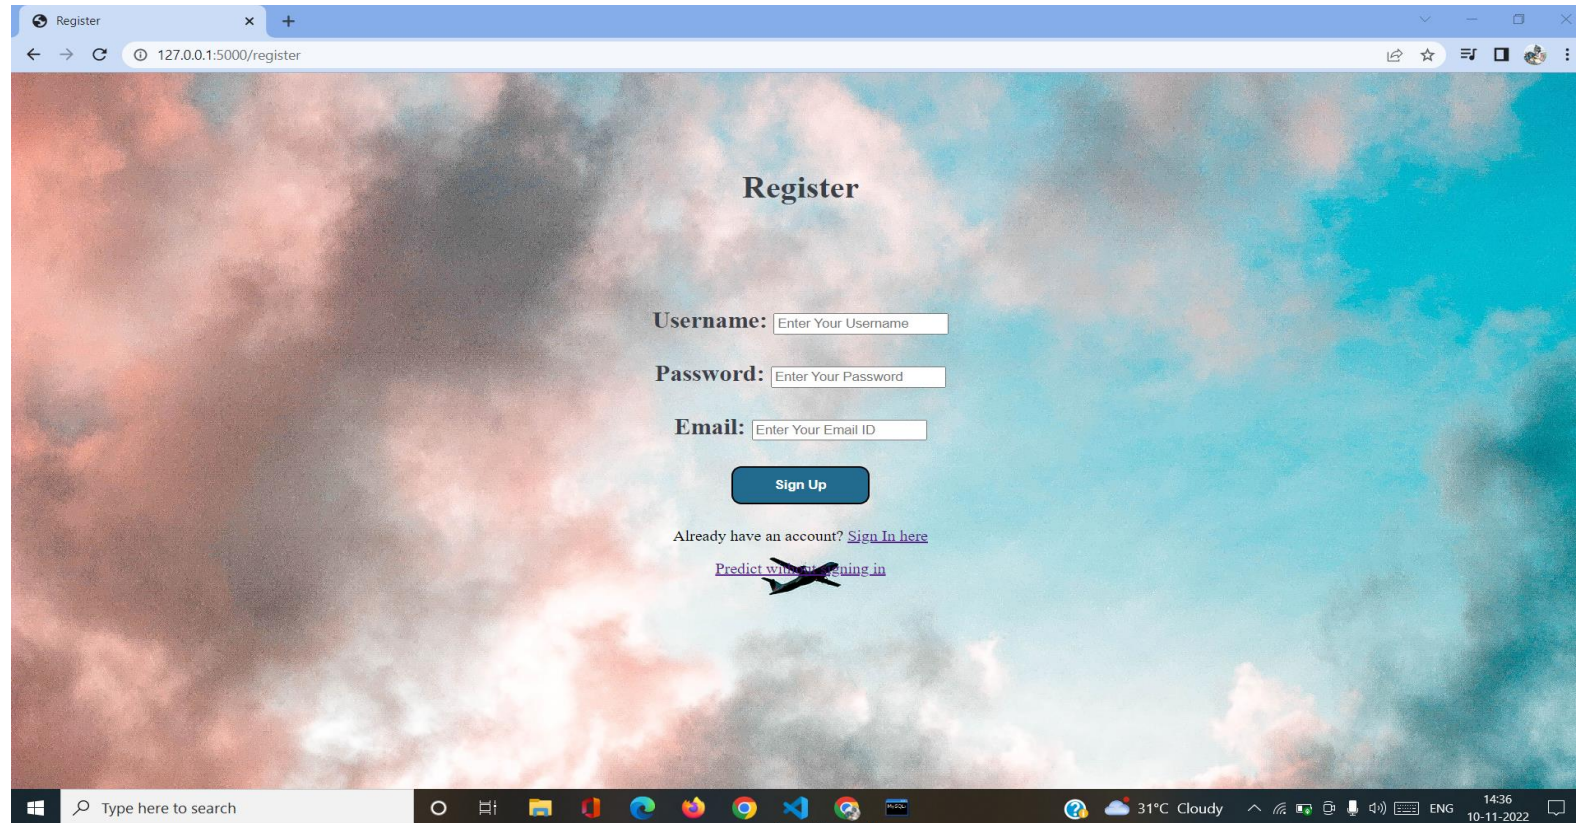 Register
127.0.0.1:5000/register
Register
Username: Enter Your Username
Password: Enter Your Password
Email: Enter Your Email ID
Sign Up
Already have an account? Sign In here
Predict without signing in
Type here to search
31°C Cloudy
ENG
14:36
10-11-2022